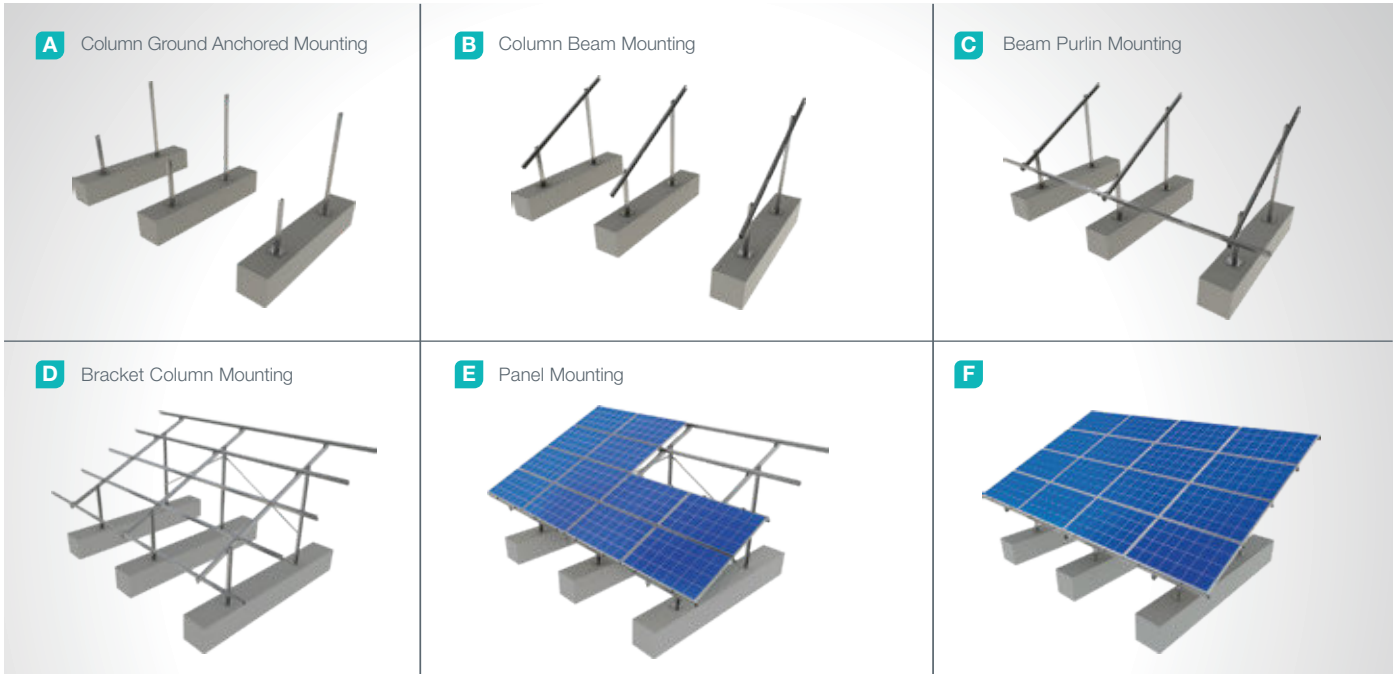 A Column Ground Anchored Mounting
B Column Beam Mounting
C Beam Purlin Mounting
D Bracket Column Mounting
E Panel Mounting
F